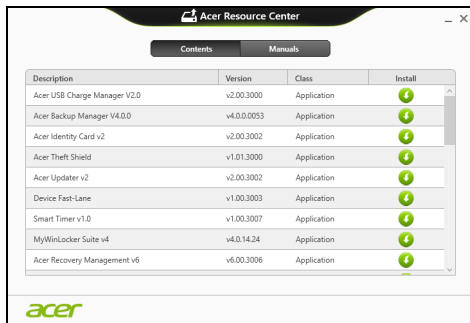 Acer Resource Center
Contents Manuals
Description Version Class Install
Acer USB Charge Manager V2.0 v2.00.3000 Application
Acer Backup Manager V4.0.0 v4.0.0.0053 Application
Acer Identity Card v2 v2.00.3002 Application
Acer Theft Shield v1.01.3000 Application
Acer Updater v2 v2.00.3002 Application
Device Fast-Lane v1.00.3003 Application
Smart Timer v1.0 v1.00.3007 Application
MyWinLocker Suite v4 v4.0.14.24 Application
Acer Recovery Management v6 v6.00.3006 Application
acer